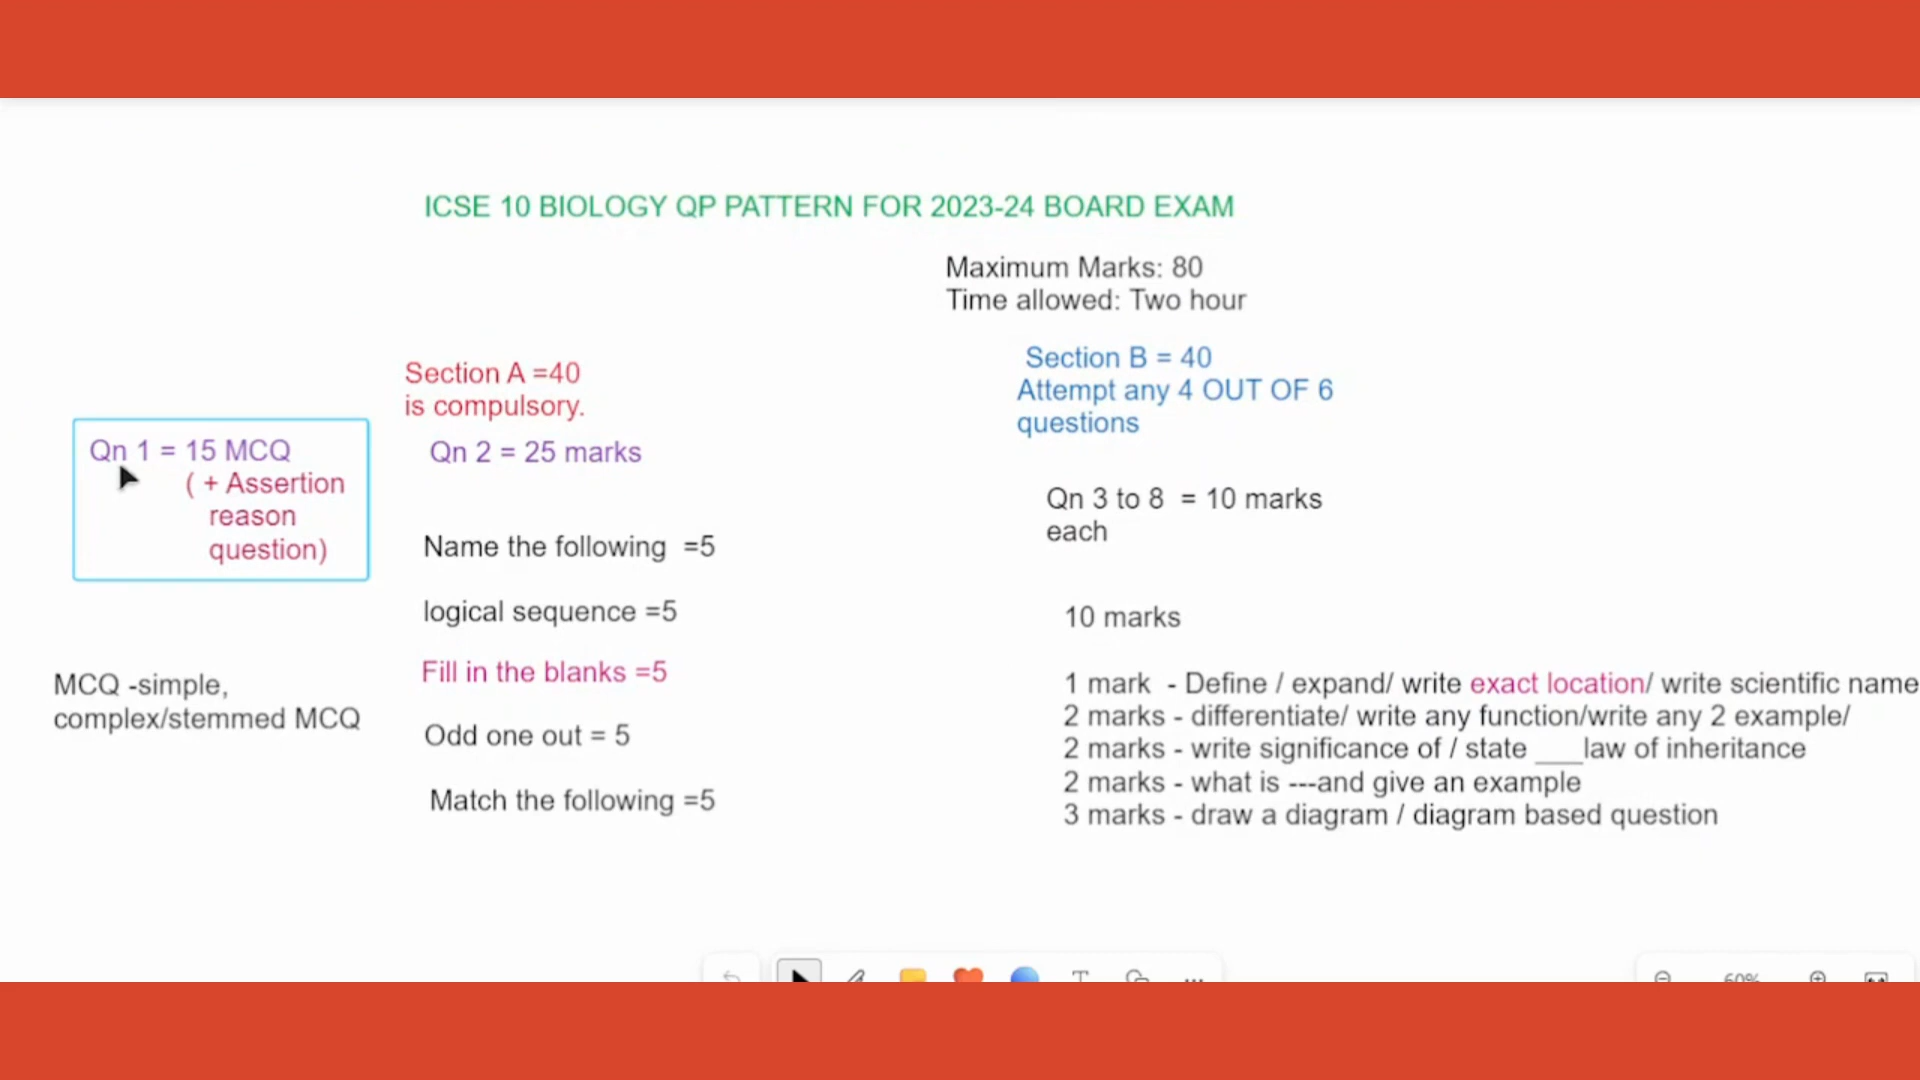 ICSE 10 BIOLOGY QP PATTERN FOR 2023-24 BOARD EXAM
Maximum Marks: 80
Time allowed: Two hour
Section A =40
is compulsory.
Qn 1 = 15 MCQ
( + Assertion
reason
question)
MCQ -simple,
complex/stemmed MCQ
Qn 2 = 25 marks
Name the following =5
logical sequence =5
Fill in the blanks =5
Odd one out = 5
Match the following =5
Section B = 40
Attempt any 4 OUT OF 6
questions
Qn 3 to 8 = 10 marks
each
10 marks
1 mark - Define / expand/ write exact location/ write scientific name
2 marks - differentiate/ write any function/write any 2 example/
2 marks - write significance of / state ___law of inheritance
2 marks - what is ---and give an example
3 marks - draw a diagram / diagram based question
60%